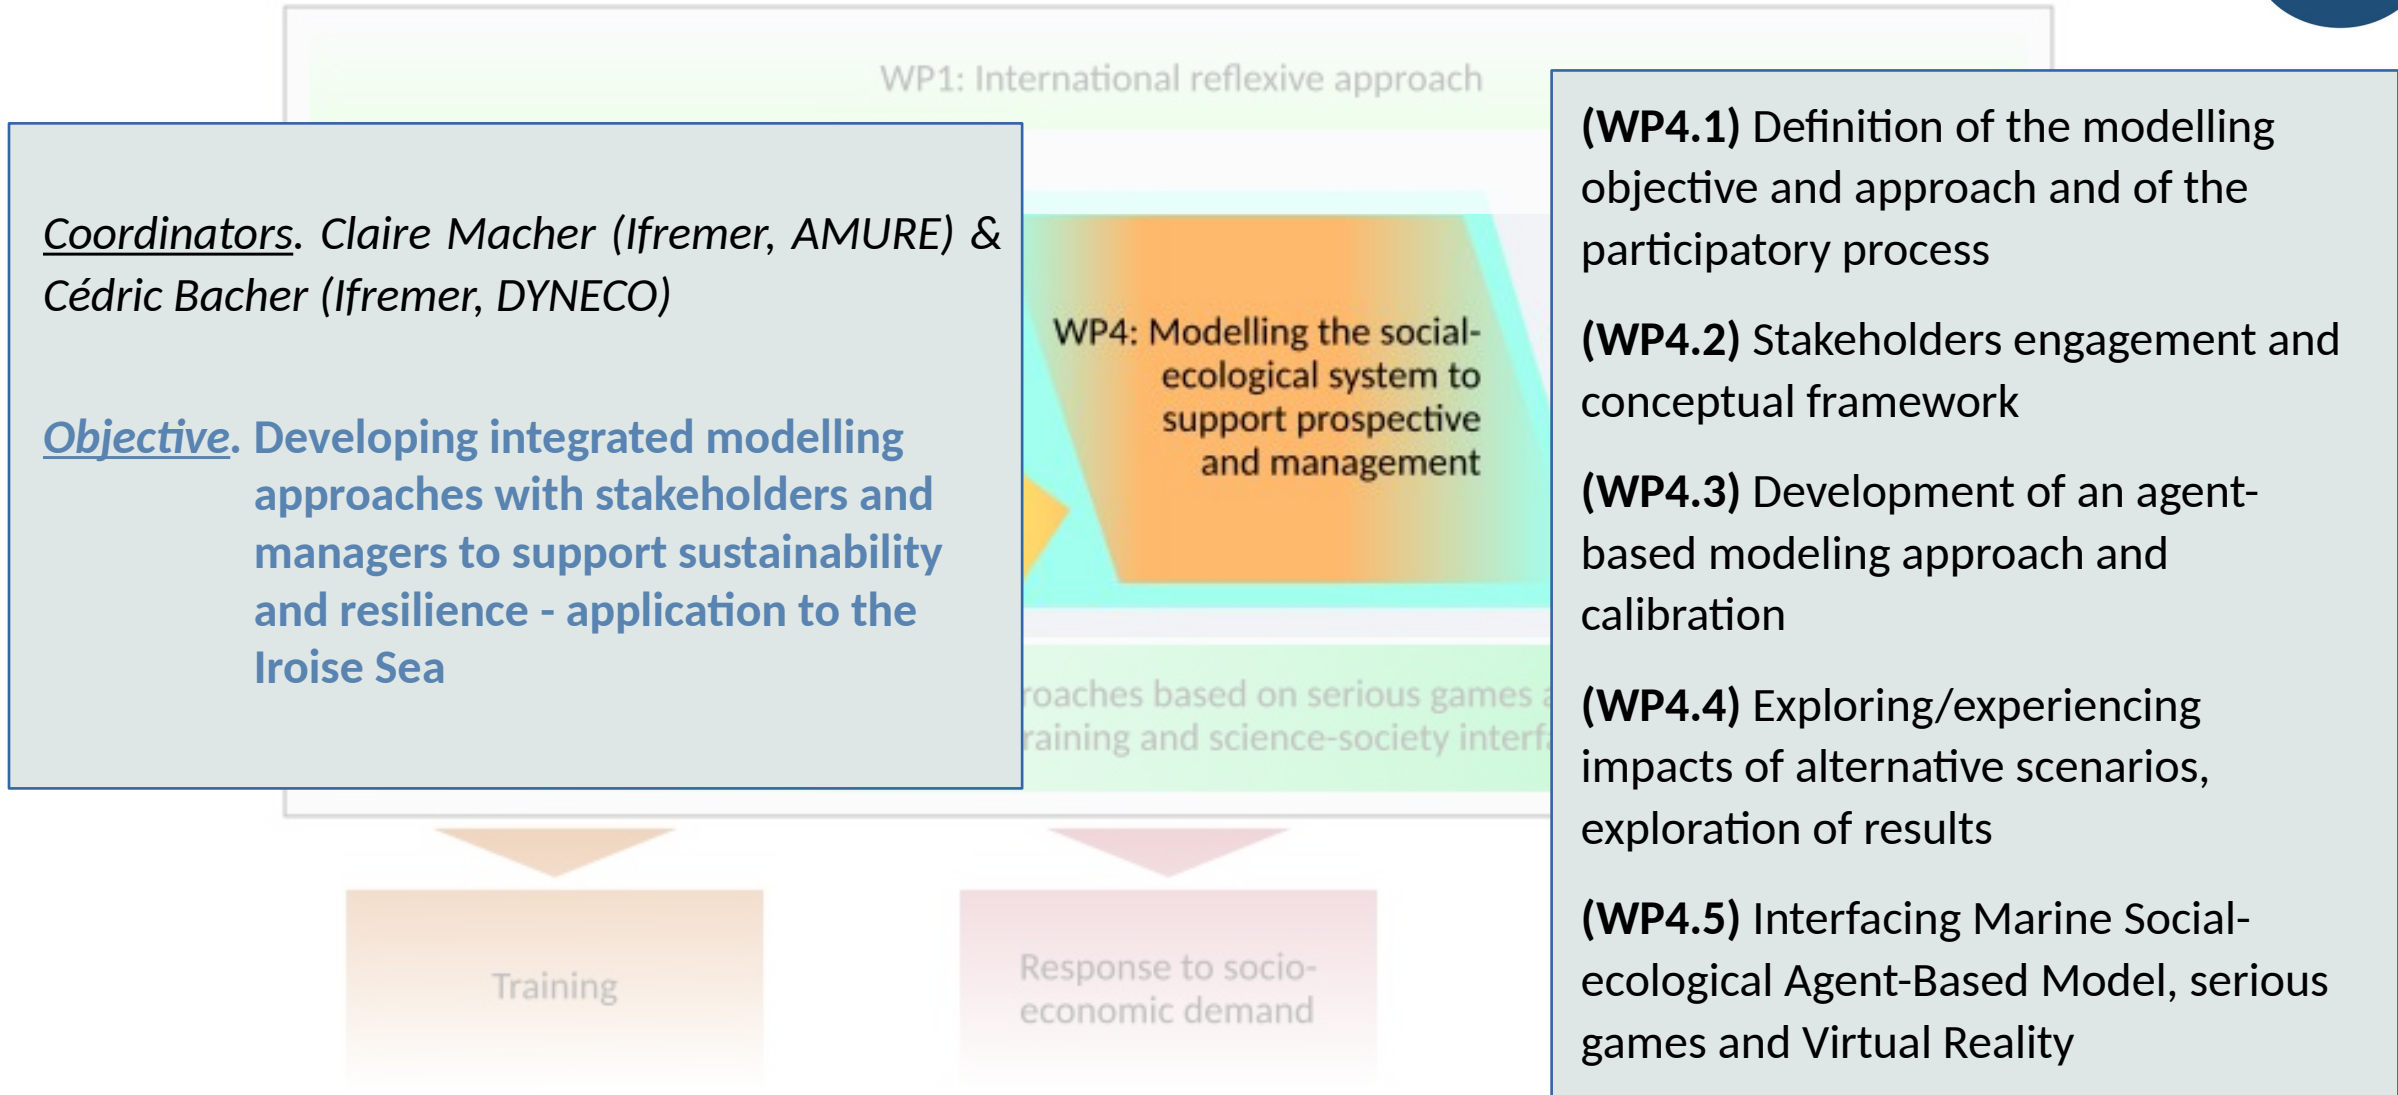 WP1: International reflexive approach
Coordinators. Claire Macher (Ifremer, AMURE) &
Cédric Bacher (Ifremer, DYNECO)
Objective. Developing integrated modelling
approaches with stakeholders and
managers to support sustainability
and resilience - application to the
Iroise Sea
WP4: Modelling the social-
ecological system to
support prospective
and management
based on serious games
and science-society
Training
Response to socio-
economic demand
(WP4.1) Definition of the modelling
objective and approach and of the
participatory process
(WP4.2) Stakeholders engagement and
conceptual framework
(WP4.3) Development of an agent-
based modeling approach and
calibration
(WP4.4) Exploring/experiencing
impacts of alternative scenarios,
exploration of results
(WP4.5) Interfacing Marine Social-
ecological Agent-Based Model, serious
games and Virtual Reality